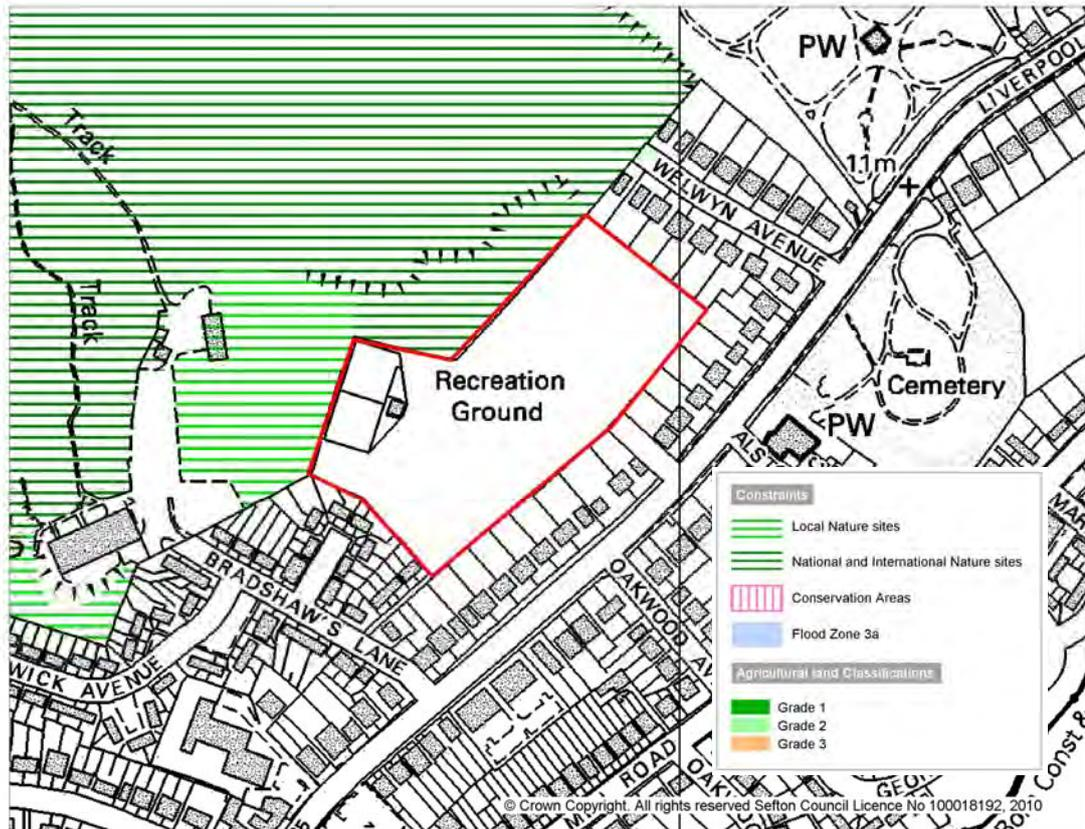 PW
LIVERPOOL
11m
Track
WELWYN AVENUE
Track
Recreation
Ground
Cemetery
PW
Constraints
Local Nature sites
National and International Nature sites
Conservation Areas
Flood Zone 3a
Agricultural land Classifications
Grade 1
Grade 2
Grade 3
BRADSHAW'S LANE
OAKWOOD
WICK AVENUE
ROAD
© Crown Copyright. All rights reserved Sefton Council Licence No 100018192, 2010